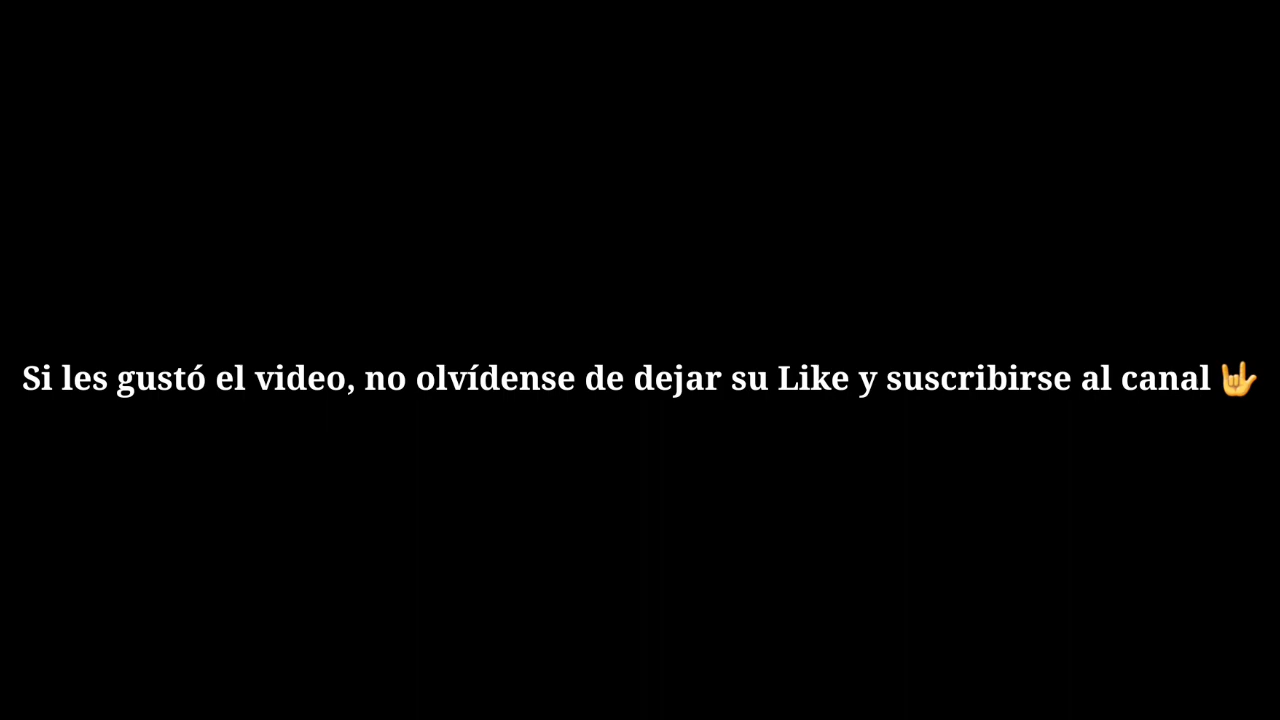 Si les gustó el video, no olvídense de dejar su Like y suscribirse al canal 🤟